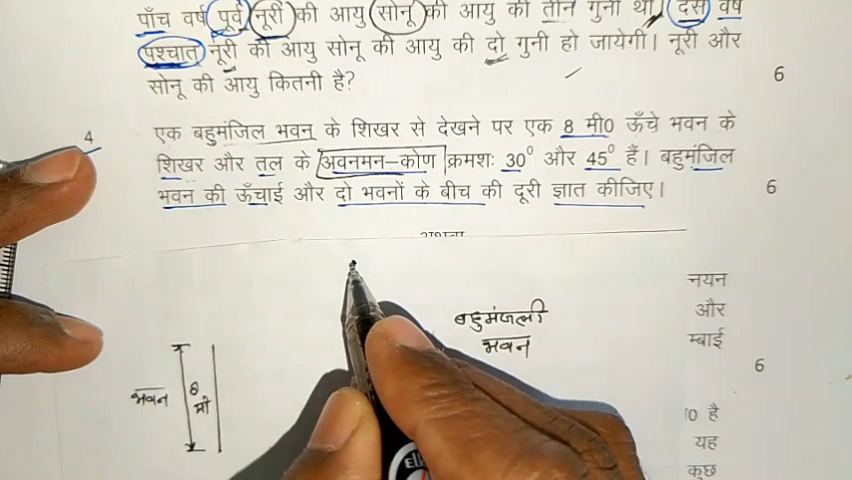 पाँच वर्ष पूर्व नूरी की आयु सोनू की आयु की तीन गुनी थी। दस वर्ष
पश्चात् नूरी की आयु सोनू की आयु की दो गुनी हो जायेगी। नूरी और
सोनू की आयु कितनी है?
6
4
एक बहुमंजिल भवन के शिखर से देखने पर एक 8 मी0 ऊँचे भवन के
शिखर और तल के अवनमन-कोण क्रमशः 30⁰ और 45⁰ हैं। बहुमंजिल
भवन की ऊँचाई और दो भवनों के बीच की दूरी ज्ञात कीजिए।
6
नयन
बहुमंजली
भवन
और
म्बाई
6
भवन
8
मी
0 है
यह
कुछ